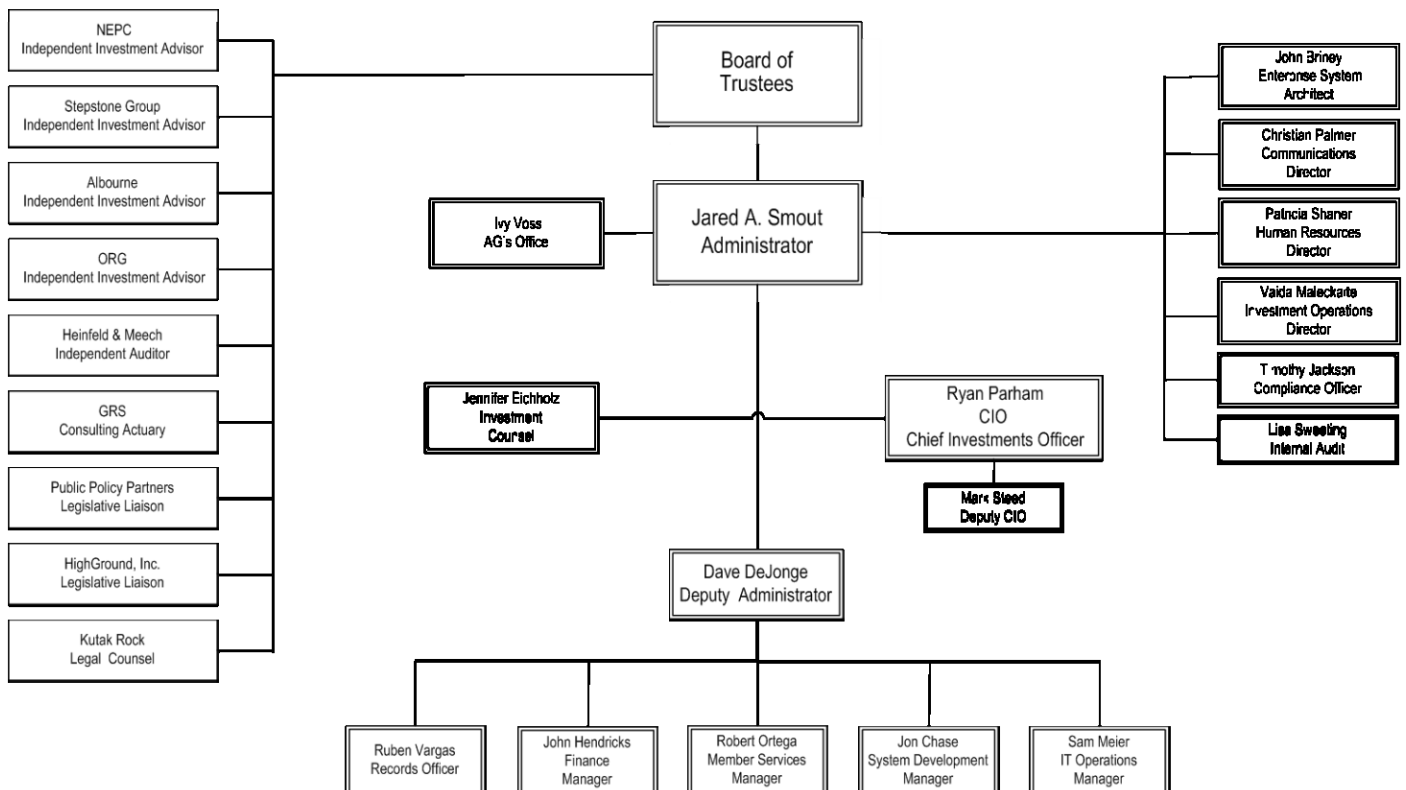 NEPC
Independent Investment Advisor
Stepstone Group
Independent Investment Advisor
Albourne
Independent Investment Advisor
ORG
Independent Investment Advisor
Heinfeld & Meech
Independent Auditor
GRS
Consulting Actuary
Public Policy Partners
Legislative Liaison
HighGround, Inc.
Legislative Liaison
Kutak Rock
Legal Counsel
Board of
Trustees
Jared A. Smout
Administrator
Ivy Voss
AG's Office
Jennifer Eichholz
Investment
Counsel
Ryan Parham
CIO
Chief Investments Officer
Mark Steed
Deputy CIO
John Briney
Enterprise System
Architect
Christian Palmer
Communications
Director
Patricia Shaner
Human Resources
Director
Vaida Maleckaite
Investment Operations
Director
Timothy Jackson
Compliance Officer
Lisa Sweeting
Internal Audit
Dave DeJonge
Deputy Administrator
Ruben Vargas
Records Officer
John Hendricks
Finance
Manager
Robert Ortega
Member Services
Manager
Jon Chase
System Development
Manager
Sam Meier
IT Operations
Manager